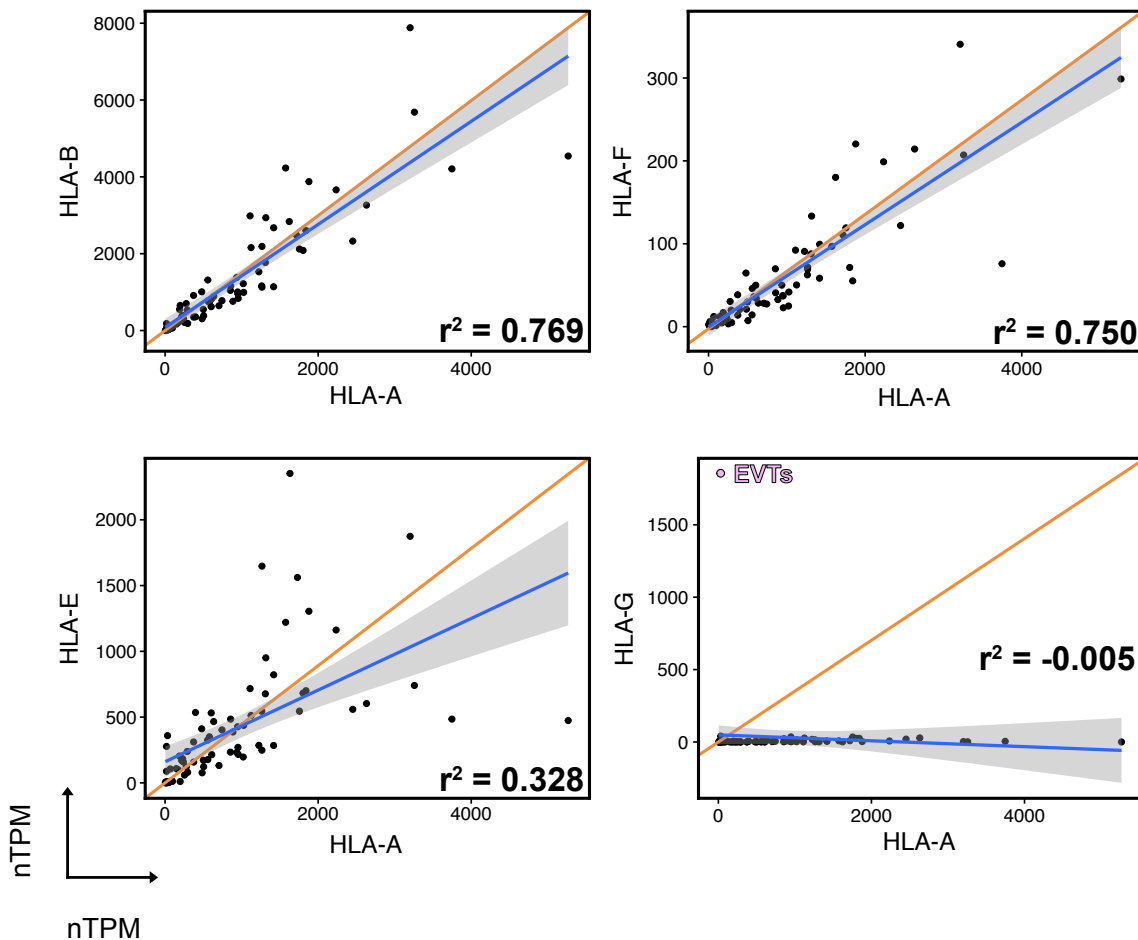 8000
6000
4000
2000
0
HLA-B
r² = 0.769
0
2000
4000
HLA-A
300
200
100
0
HLA-F
r² = 0.750
0
2000
4000
HLA-A
2000
1500
1000
500
0
HLA-E
r² = 0.328
0
2000
4000
HLA-A
EVTs
1500
1000
500
0
HLA-G
r² = -0.005
0
2000
4000
HLA-A
nTPM
nTPM